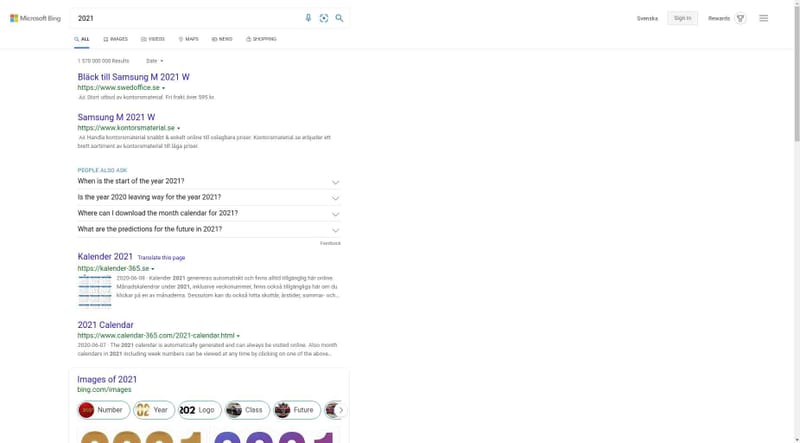 Microsoft Bing
2021
Svenska
Sign in
Rewards
ALL
IMAGES
VIDEOS
MAPS
NEWS
SHOPPING
1 570 000 000 Results
Date
Bläck till Samsung M 2021 W
https://www.swedoffice.se
Ad Stort utbud av kontorsmaterial. Fri frakt över 595 kr.
Samsung M 2021 W
https://www.kontorsmaterial.se
Ad Handla kontorsmaterial snabbt & enkelt online till oslagbara priser. Kontorsmaterial.se erbjuder ett
brett sortiment av kontorsmaterial till låga priser.
PEOPLE ALSO ASK
When is the start of the year 2021?
Is the year 2020 leaving way for the year 2021?
Where can I download the month calendar for 2021?
What are the predictions for the future in 2021?
Feedback
Kalender 2021 Translate this page
https://kalender-365.se
2020-06-08 · Kalender 2021 genereras automatiskt och finns alltid tillgänglig här online.
Månadskalendrar under 2021, inklusive veckonummer, finns också tillgängliga här om du
klickar på en av månaderna. Dessutom kan du också hitta skottår, årstider, sommar- och...
2021 Calendar
https://www.calendar-365.com/2021-calendar.html
2020-06-07 · The 2021 calendar is automatically generated and can always be visited online. Also month
calendars in 2021 including week numbers can be viewed at any time by clicking on one of the above...
Images of 2021
bing.com/images
Number
Year
Logo
Class
Future
2021
2021